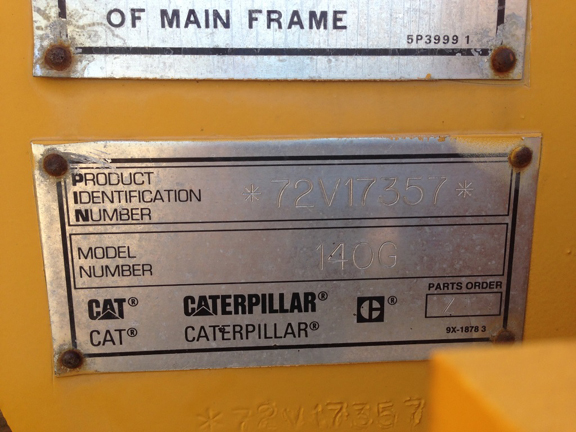 OF MAIN FRAME
5P3999 1
PRODUCT
IDENTIFICATION
NUMBER
*72V17357*
MODEL
NUMBER
140G
PARTS ORDER
CAT® CATERPILLAR® C®
CAT® CATERPILLAR®
9X-1878 3
*72V17357